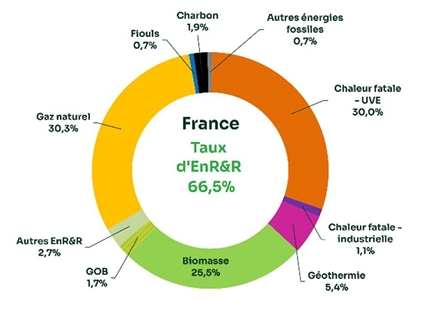 Charbon
1,9%
Autres énergies
fossiles
0,7%
Fiouls
0,7%
Chaleur fatale
- UVE
30,0%
Gaz naturel
30,3%
France
Taux
d'EnR&R
66,5%
Chaleur fatale -
industrielle
1,1%
Autres EnR&R
2,7%
GOB
1,7%
Biomasse
25,5%
Géothermie
5,4%